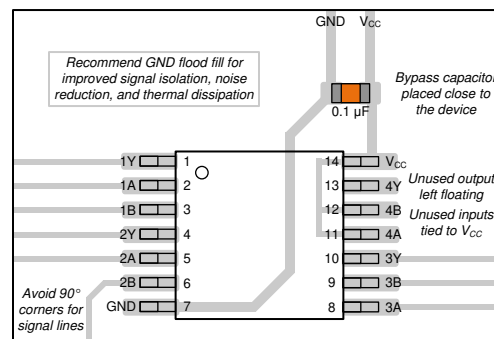 GND VCC
Recommend GND flood fill for
improved signal isolation, noise
reduction, and thermal dissipation
0.1 µF
Bypass capacitor
placed close to
the device
1Y 1 14 VCC
1A 2 13 4Y
1B 3 12 4B
2Y 4 11 4A
2A 5 10 3Y
2B 6 9 3B
GND 7 8 3A
Unused output
left floating
Unused inputs
tied to VCC
Avoid 90°
corners for
signal lines